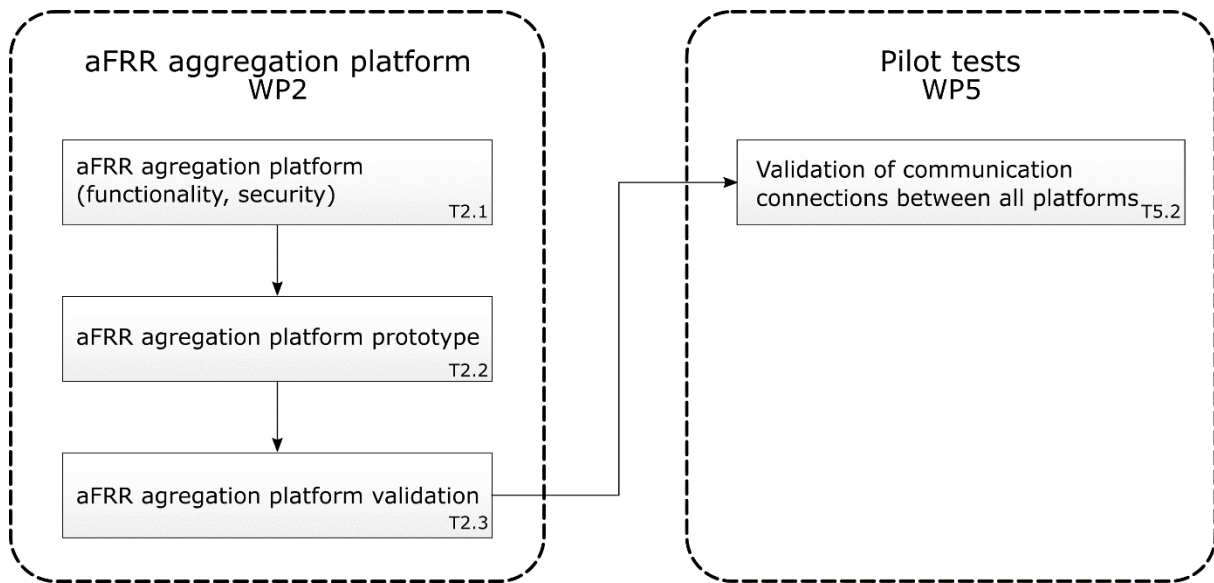 aFRR aggregation platform
WP2
aFRR agregation platform
(functionality, security)
T2.1
aFRR agregation platform prototype
T2.2
aFRR agregation platform validation
T2.3
Pilot tests
WP5
Validation of communication
connections between all platforms
T5.2